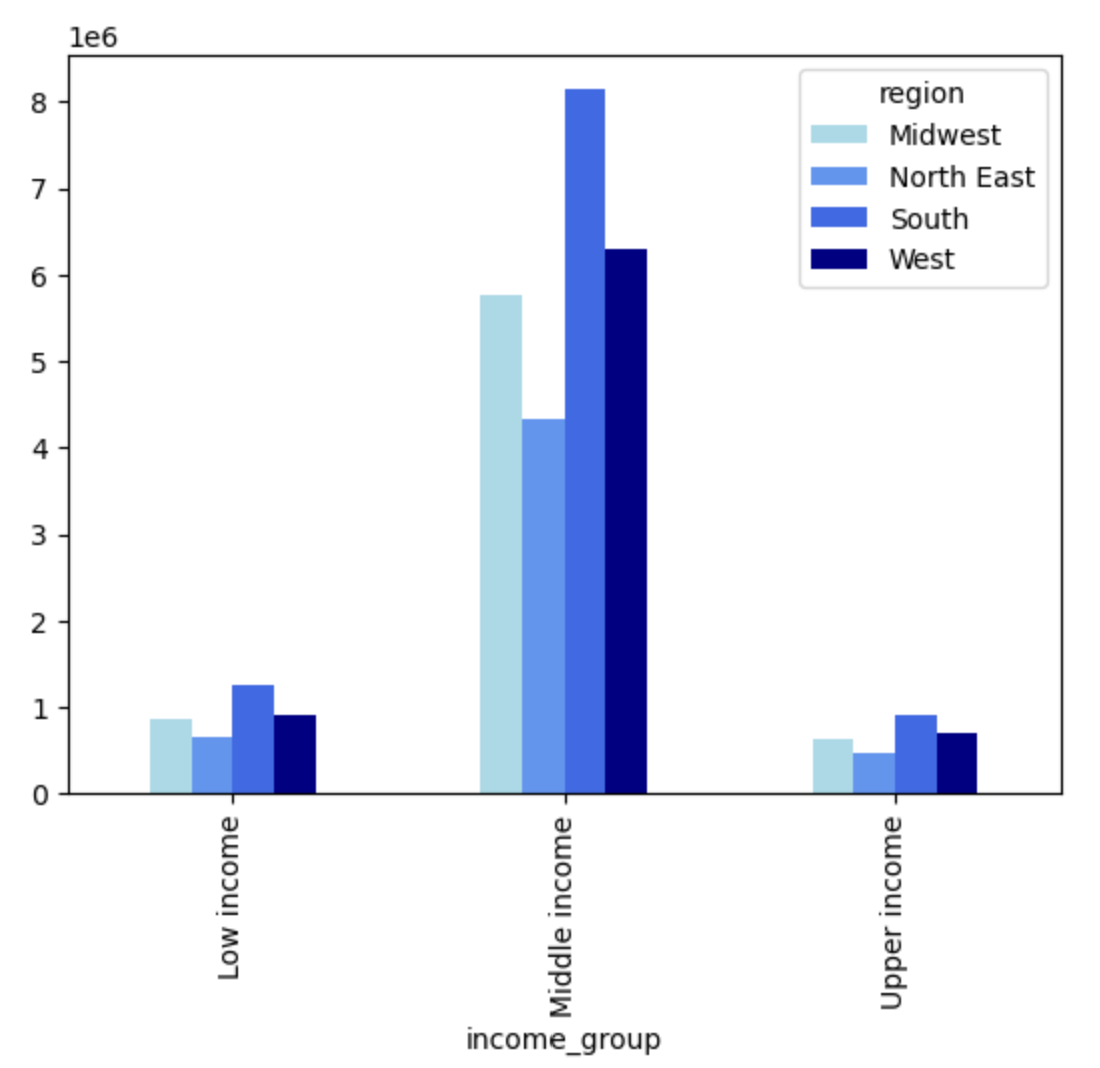 1e6
8
7
6
5
4
3
2
1
0
region
Midwest
North East
South
West
Low income
Middle income
Upper income
income_group